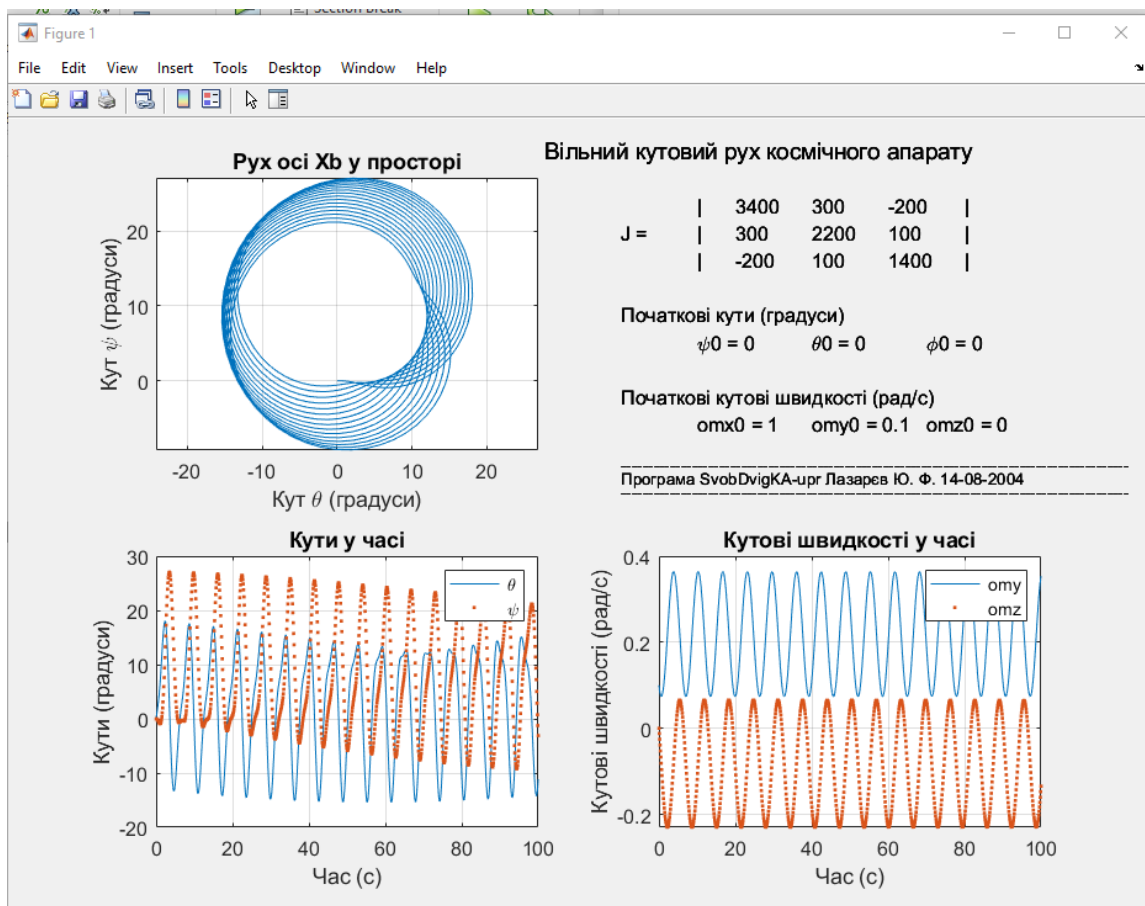 Section Break
Figure 1
File Edit View Insert Tools Desktop Window Help
Рух осі Xb у просторі
20
10
0
Кут ψ (градуси)
-20 -10 0 10 20
Кут θ (градуси)
Вільний кутовий рух космічного апарату
| 3400 300 -200 |
J = | 300 2200 100 |
| -200 100 1400 |
Початкові кути (градуси)
ψ0 = 0 θ0 = 0 ϕ0 = 0
Початкові кутові швидкості (рад/с)
omx0 = 1 omy0 = 0.1 omz0 = 0
Програма SvobDvigKA-upr Лазарєв Ю. Ф. 14-08-2004
Кути у часі
30
20
10
0
-10
-20
Кути (градуси)
θ
ψ
0 20 40 60 80 100
Час (с)
Кутові швидкості у часі
0.4
0.2
0
-0.2
Кутові швидкості (рад/с)
omy
omz
0 20 40 60 80 100
Час (с)